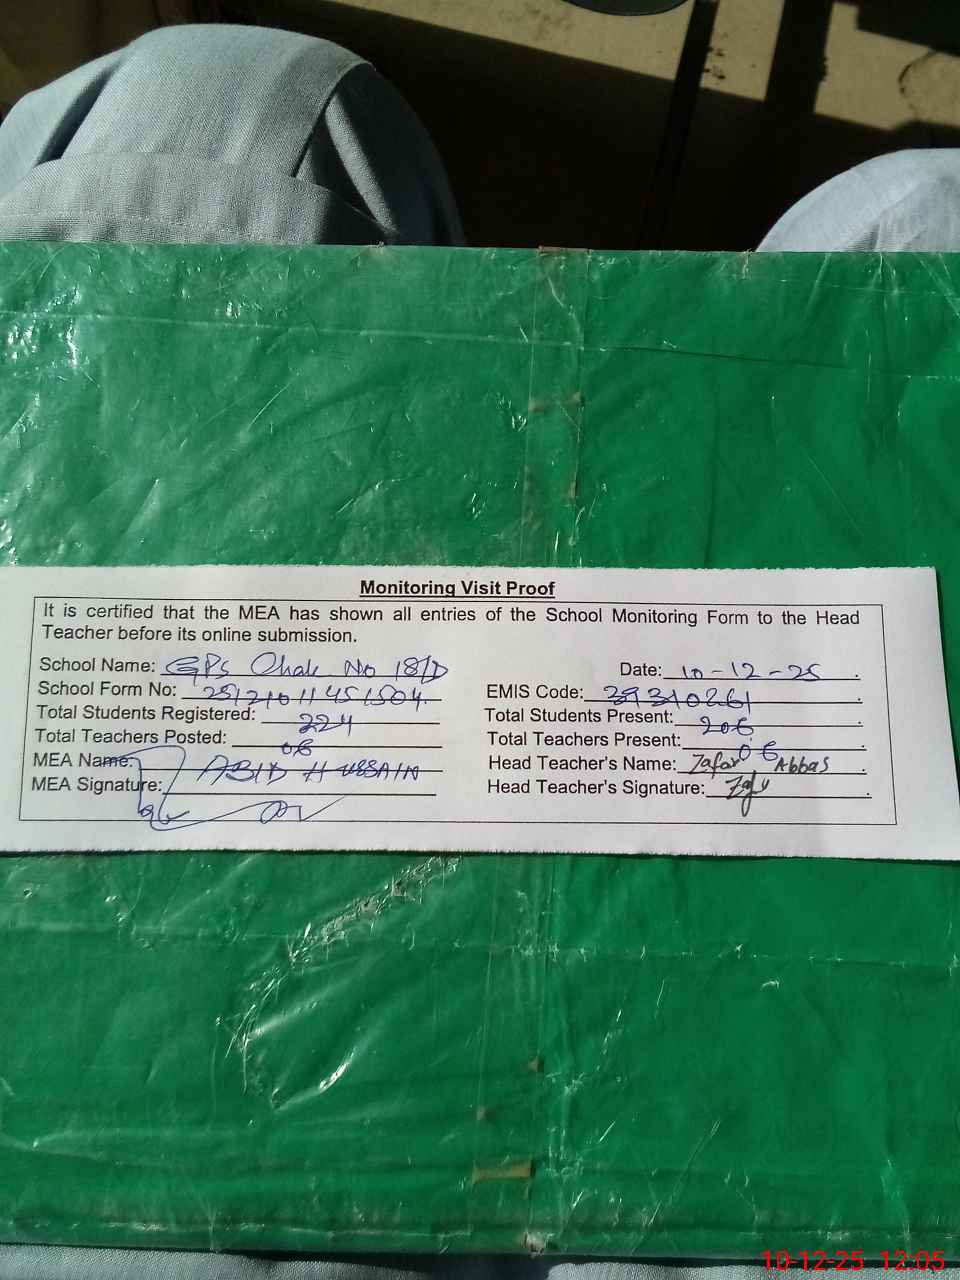 Monitoring Visit Proof
It is certified that the MEA has shown all entries of the School Monitoring Form to the Head
Teacher before its online submission.
School Name: GPS Chak No 18/D Date: 10-12-25.
School Form No: 25121011451504. EMIS Code: 39310261
Total Students Registered: 224 Total Students Present: 206
Total Teachers Posted: 06 Total Teachers Present: 06
MEA Name: ABID HUSSAIN Head Teacher's Name: Zafar Abbas
MEA Signature: Head Teacher's Signature:
10-12-25 12:05